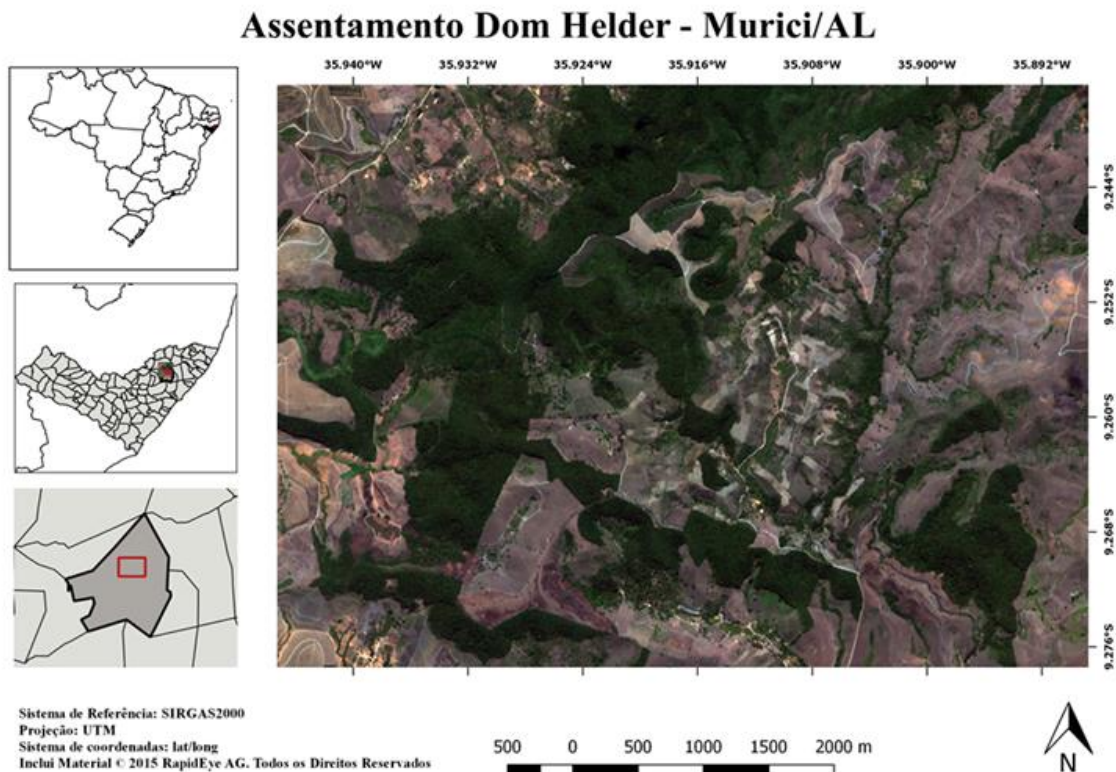 Assentamento Dom Helder - Murici/AL
35.940°W 35.932°W 35.924°W 35.916°W 35.908°W 35.900°W 35.892°W
9.244°S
9.252°S
9.260°S
9.268°S
9.276°S
Sistema de Referência: SIRGAS2000
Projeção: UTM
Sistema de coordenadas: lat/long
Inclui Material © 2015 RapidEye AG. Todos os Direitos Reservados
500 0 500 1000 1500 2000 m
N